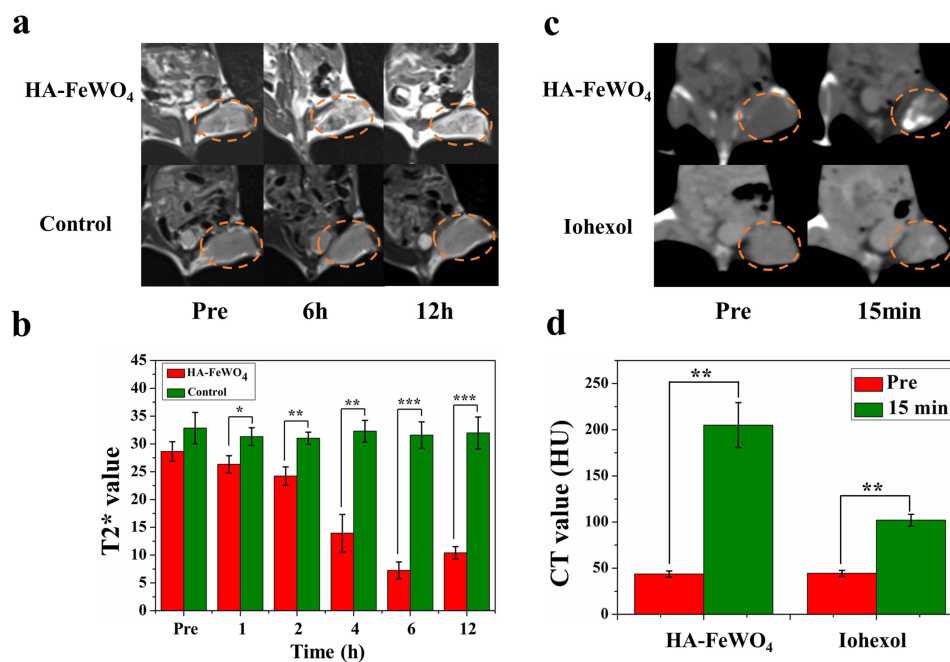 a
HA-FeWO₄
Control
Pre 6h 12h
c
HA-FeWO₄
Iohexol
Pre 15min
b
T2* value
45
40
35
30
25
20
15
10
5
0
HA-FeWO₄
Control
* ** ** *** ***
Pre 1 2 4 6 12
Time (h)
d
CT value (HU)
250
200
150
100
50
0
Pre
15 min
**
**
HA-FeWO₄ Iohexol